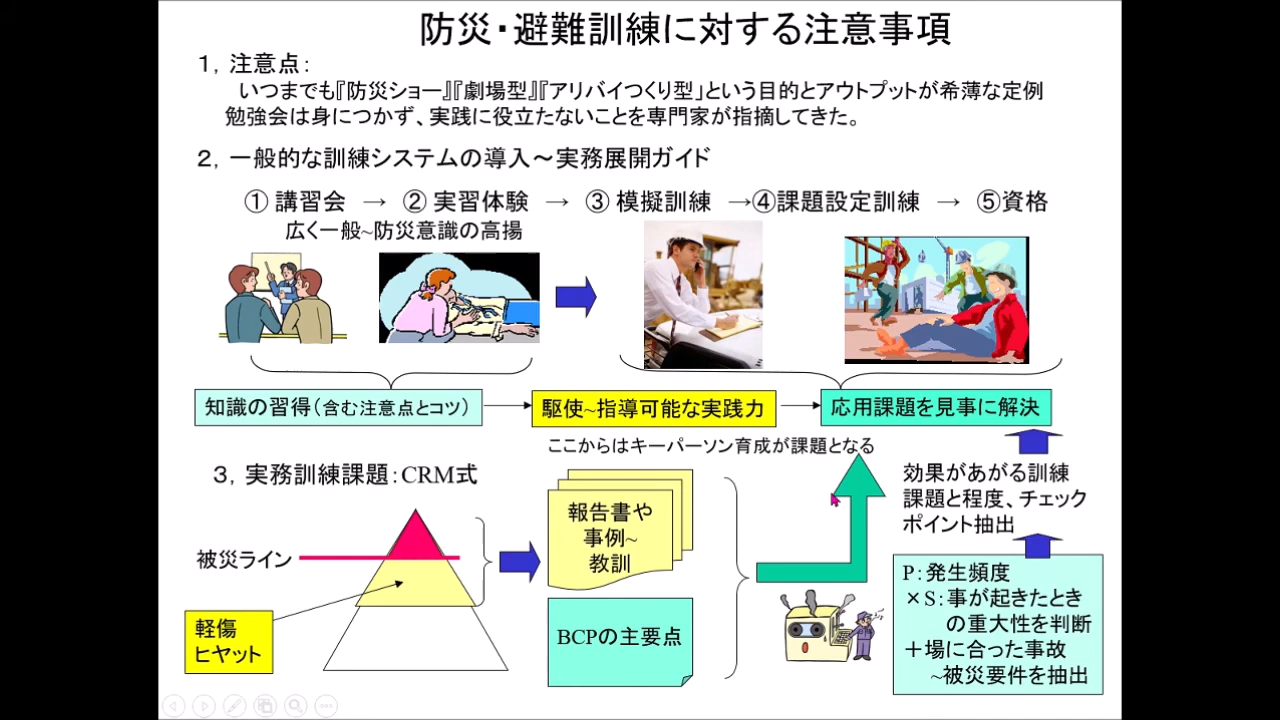 防災・避難訓練に対する注意事項
１，注意点：
いつまでも『防災ショー』『劇場型』『アリバイつくり型」という目的とアウトプットが希薄な定例
勉強会は身につかず、実践に役立たないことを専門家が指摘してきた。
２，一般的な訓練システムの導入～実務展開ガイド
① 講習会 → ② 実習体験 → ③ 模擬訓練 →④課題設定訓練 → ⑤資格
広く一般~防災意識の高揚
知識の習得（含む注意点とコツ）
駆使~指導可能な実践力
応用課題を見事に解決
ここからはキーパーソン育成が課題となる
３，実務訓練課題：CRM式
被災ライン
軽傷
ヒヤット
報告書や
事例~
教訓
BCPの主要点
効果があがる訓練
課題と程度、チェック
ポイント抽出
P：発生頻度
×S：事が起きたとき
の重大性を判断
＋場に合った事故
~被災要件を抽出